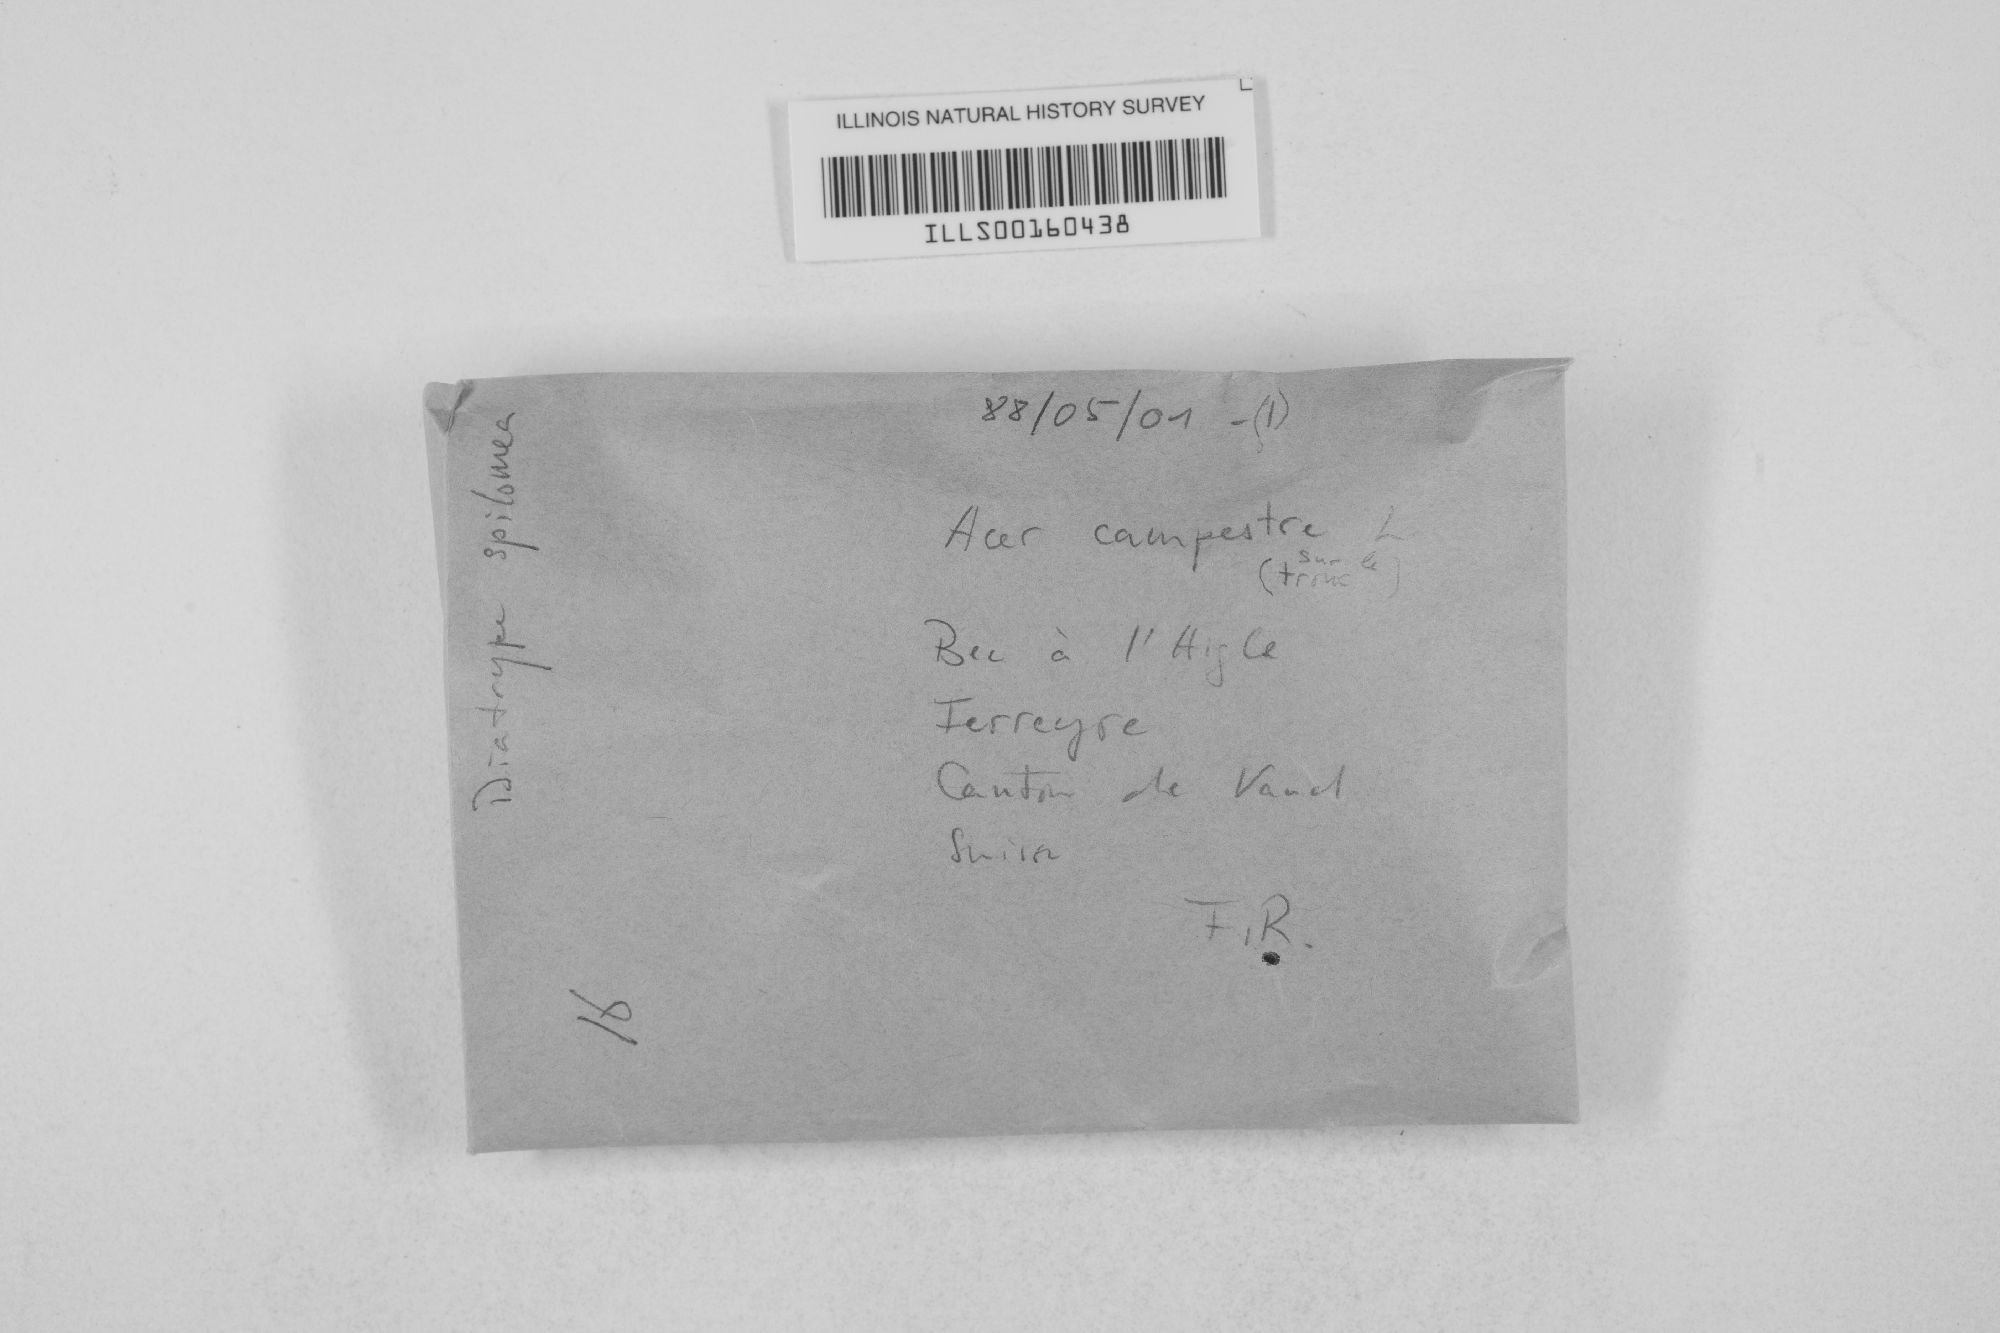 ILLINOIS NATURAL HISTORY SURVEY
ILLS00160438
88/05/01 -(1)
Acer campestre L
(sur le
tronc)
Bec à l'Aigle
Ferreyre
Canton de Vaud
Suisse
F.R.
Diatrype spilomea
16